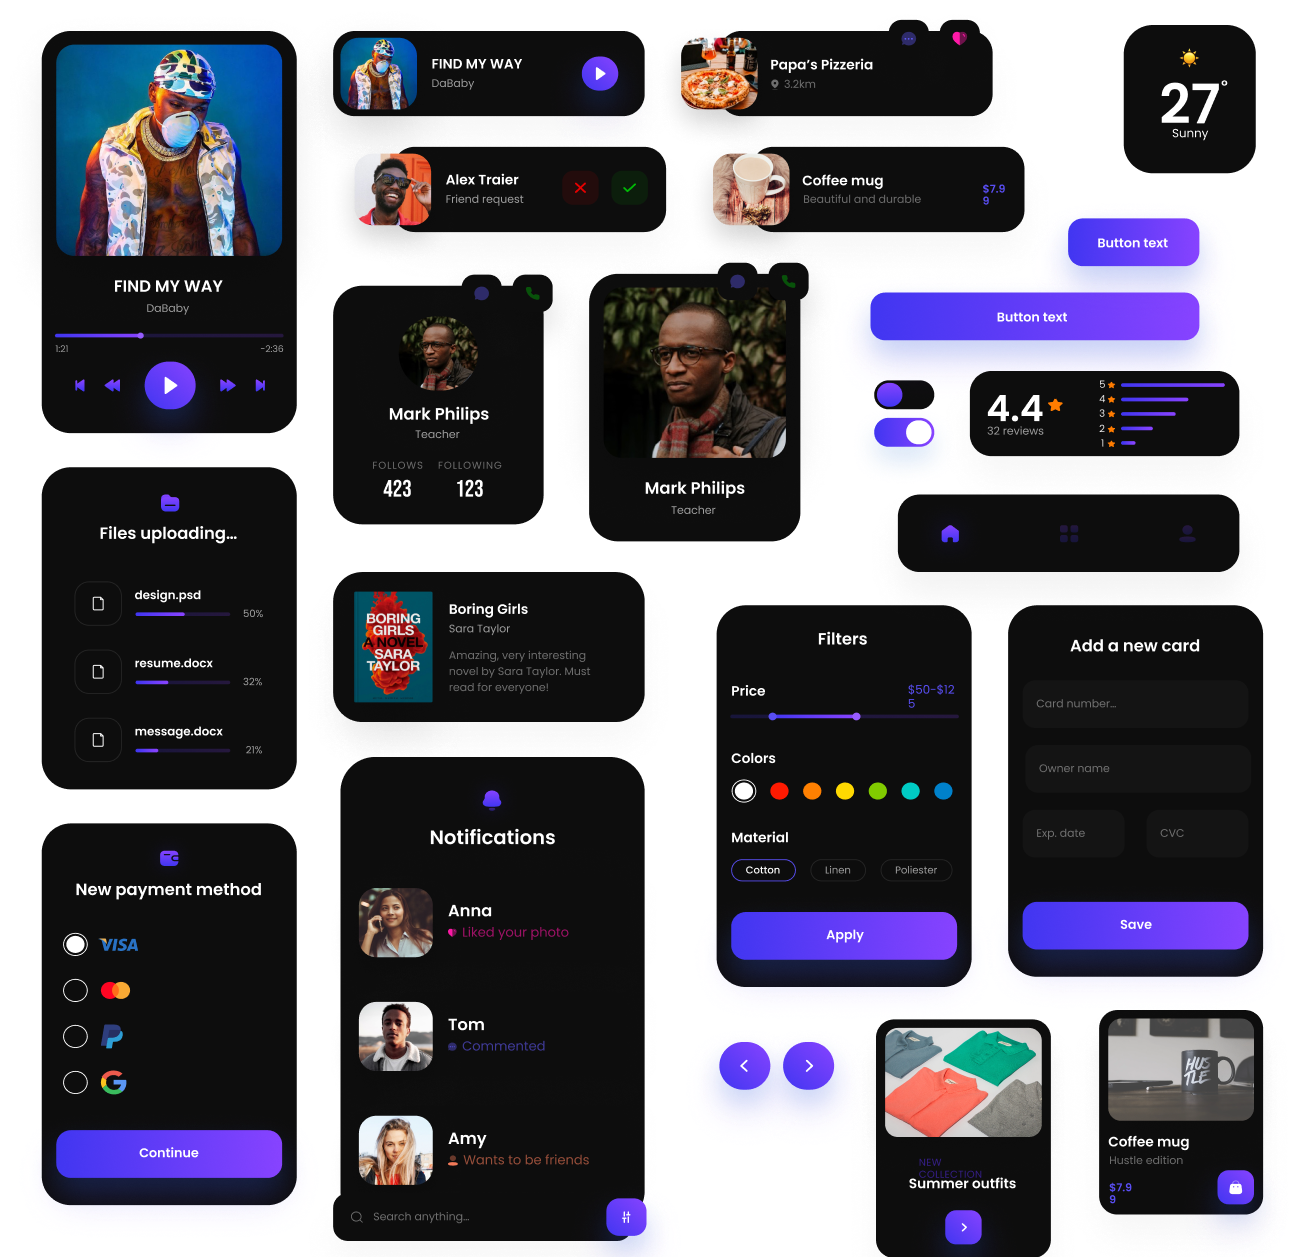 FIND MY WAY
DaBaby
1:21
-2:36
FIND MY WAY
DaBaby
Papa's Pizzeria
3.2km
27°
Sunny
Alex Traier
Friend request
Coffee mug
Beautiful and durable
$7.9
9
Button text
Button text
Mark Philips
Teacher
FOLLOWS
FOLLOWING
423
123
Mark Philips
Teacher
4.4
32 reviews
5
4
3
2
1
Files uploading...
design.psd
50%
resume.docx
32%
message.docx
21%
BORING
GIRLS
A NOVEL
SARA
TAYLOR
Boring Girls
Sara Taylor
Amazing, very interesting
novel by Sara Taylor. Must
read for everyone!
Filters
Price
$50-$12
5
Colors
Material
Cotton
Linen
Poliester
Apply
Add a new card
Card number...
Owner name
Exp. date
CVC
Save
New payment method
VISA
Continue
Notifications
Anna
Liked your photo
Tom
Commented
Amy
Wants to be friends
Search anything...
NEW
COLLECTION
Summer outfits
HUS
TLE
Coffee mug
Hustle edition
$7.9
9